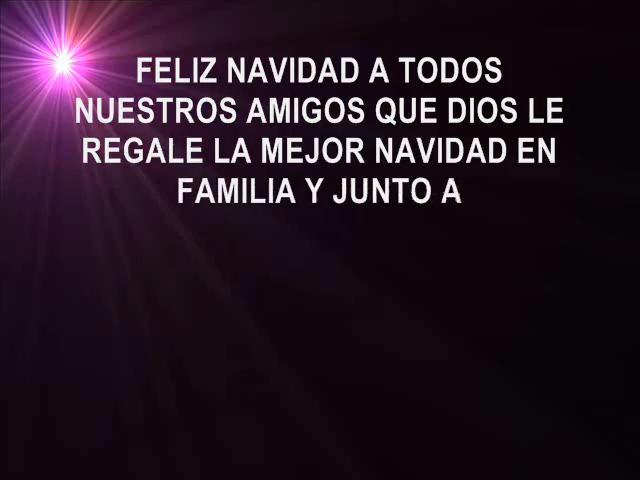 FELIZ NAVIDAD A TODOS
NUESTROS AMIGOS QUE DIOS LE
REGALE LA MEJOR NAVIDAD EN
FAMILIA Y JUNTO A